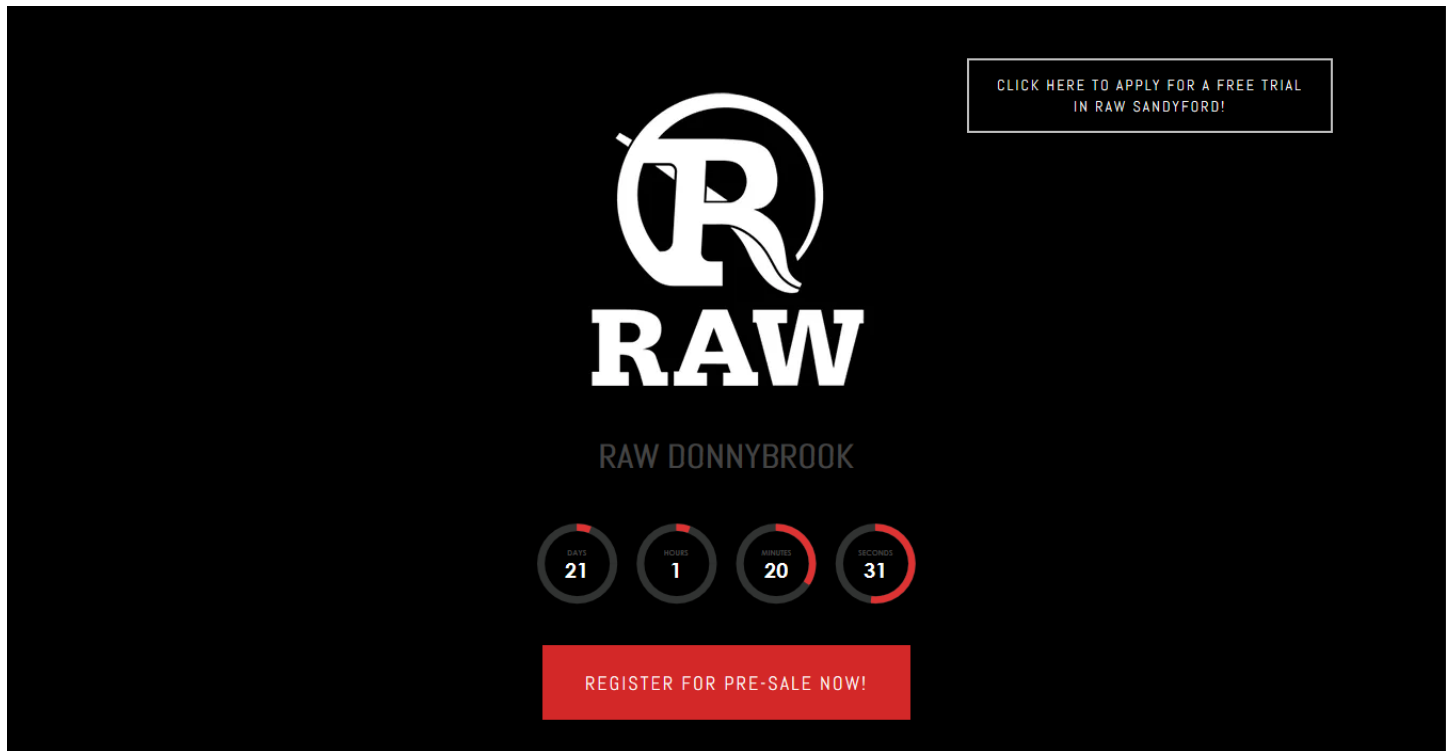 CLICK HERE TO APPLY FOR A FREE TRIAL
IN RAW SANDYFORD!
R
RAW
RAW DONNYBROOK
DAYS
21
HOURS
1
MINUTES
20
SECONDS
31
REGISTER FOR PRE-SALE NOW!